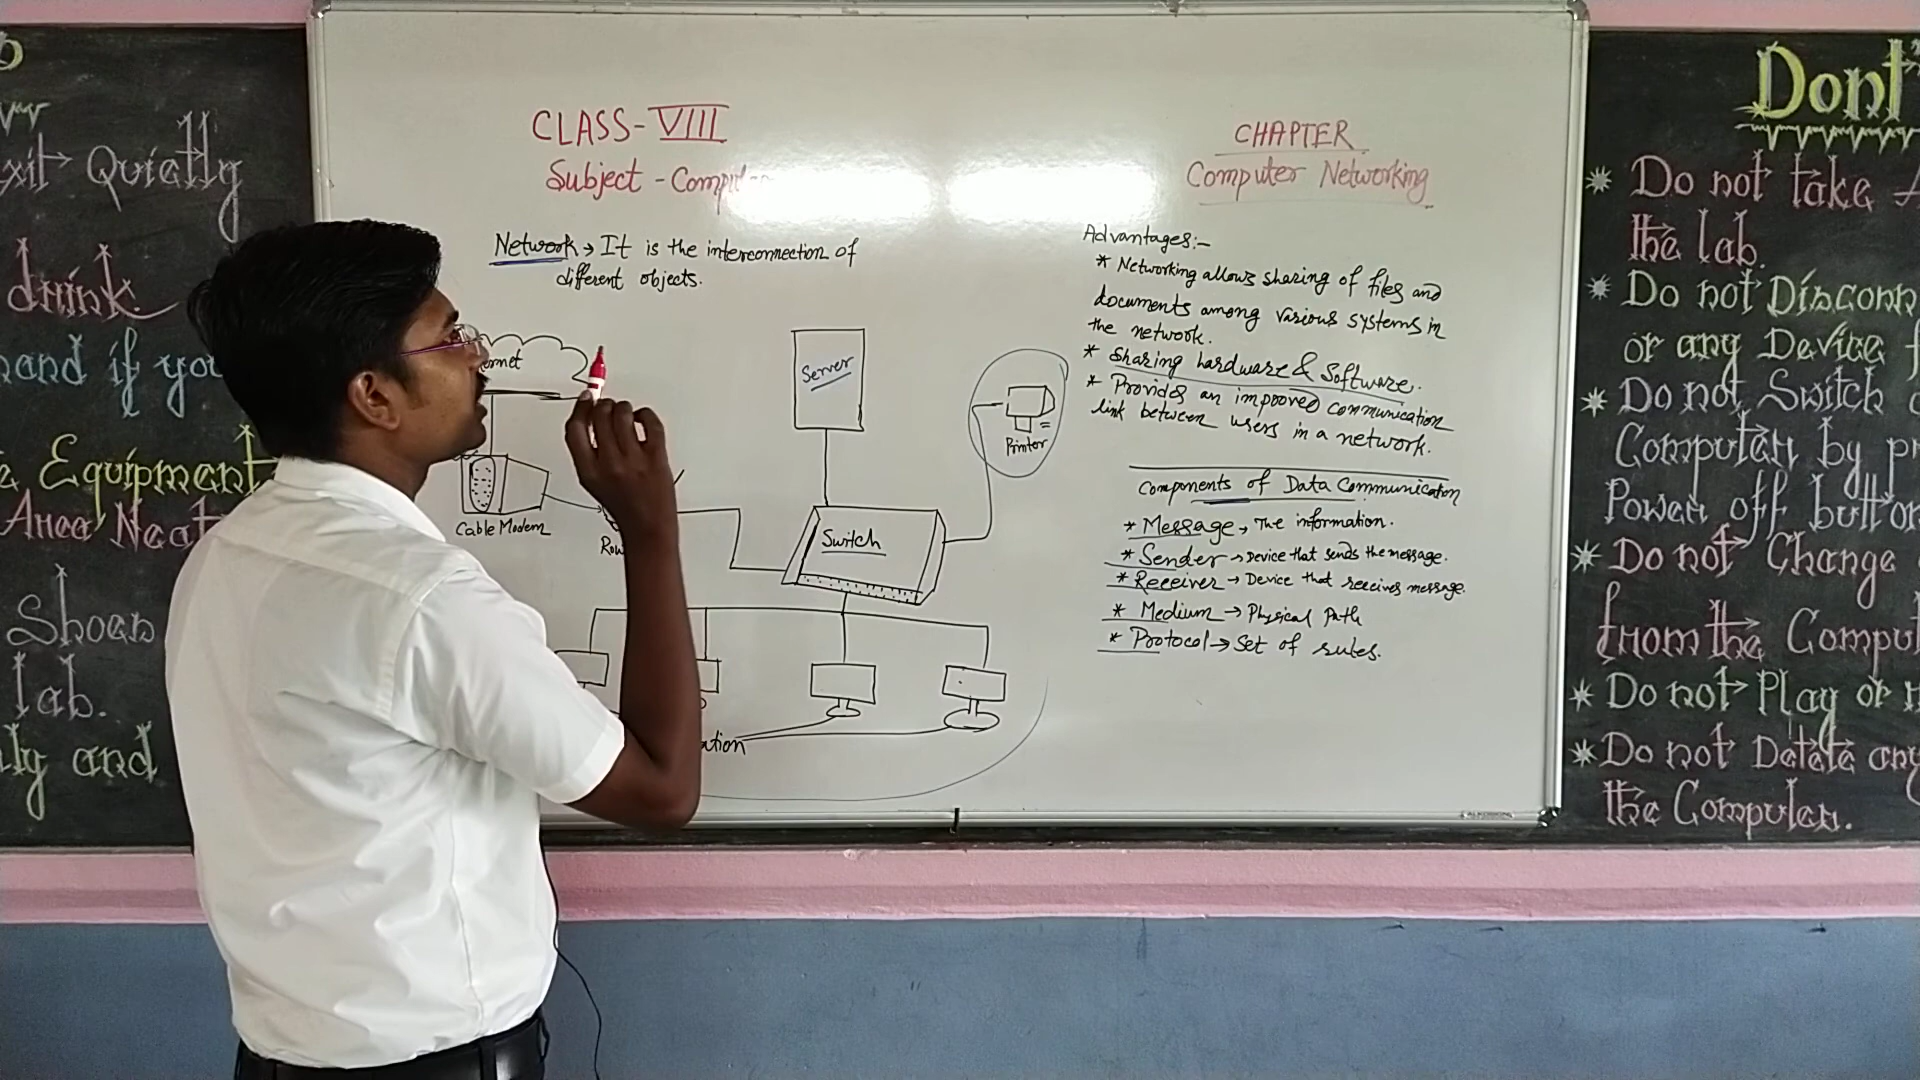 Exit Quietly
drink
hand if you
Equipment
Area Neat
Shoes
lab.
and
CLASS-VIII
Subject - Comput
Network → It is the interconnection of
different objects.
ernet
Cable Modem
Rou
Server
Switch
Printer
ation
CHAPTER
Computer Networking
Advantages:-
* Networking allows sharing of files and
documents among various systems in
the network.
* Sharing hardware & Software.
* Provides an improved communication
link between users in a network.
Components of Data Communication
* Message → The information.
* Sender → Device that sends the message.
* Receiver → Device that receives message.
* Medium → Physical Path
* Protocol → Set of rules.
Dont
* Do not take
the lab.
* Do not Disconn
or any Device f
* Do not Switch
Computer by pr
Power off button
* Do not Change
from the Comput
* Do not Play or
* Do not Delete any
the Computer.